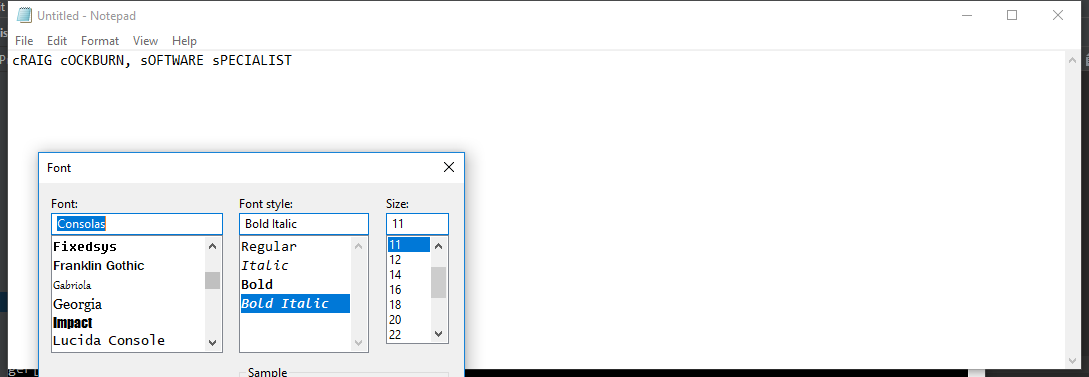 Untitled - Notepad
File Edit Format View Help
cRAIG cOCKBURN, sOFTWARE sPECIALIST
Font
Font: Font style: Size:
Consolas Bold Italic 11
Fixedsys Regular 11
Franklin Gothic Italic 12
Gabriola Bold 14
Georgia Bold Italic 16
Impact 18
Lucida Console 20
22
Sample